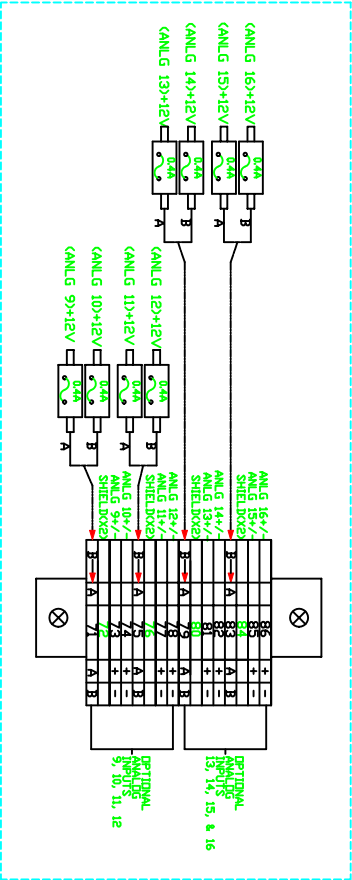 (ANLG 16)+12V
0.4A
B
(ANLG 15)+12V
0.4A
A
(ANLG 14)+12V
0.4A
B
(ANLG 13)+12V
0.4A
A
(ANLG 12)+12V
0.4A
B
(ANLG 11)+12V
0.4A
A
(ANLG 10)+12V
0.4A
B
(ANLG 9)+12V
0.4A
A
ANLG 16+/-
ANLG 15+/-
SHIELD(X2)
ANLG 14+/-
ANLG 13+/-
SHIELD(X2)
ANLG 12+/-
ANLG 11+/-
SHIELD(X2)
ANLG 10+/-
ANLG 9+/-
SHIELD(X2)
86 + -
85 + -
84
B A 83 A B
82 + -
81 + -
80
B A 79 A B
78 + -
77 + -
76
B A 75 A B
74 + -
73 + -
72
B A 71 A B
OPTIONAL
ANALOG
INPUTS
13, 14, 15, & 16
OPTIONAL
ANALOG
INPUTS
9, 10, 11, 12